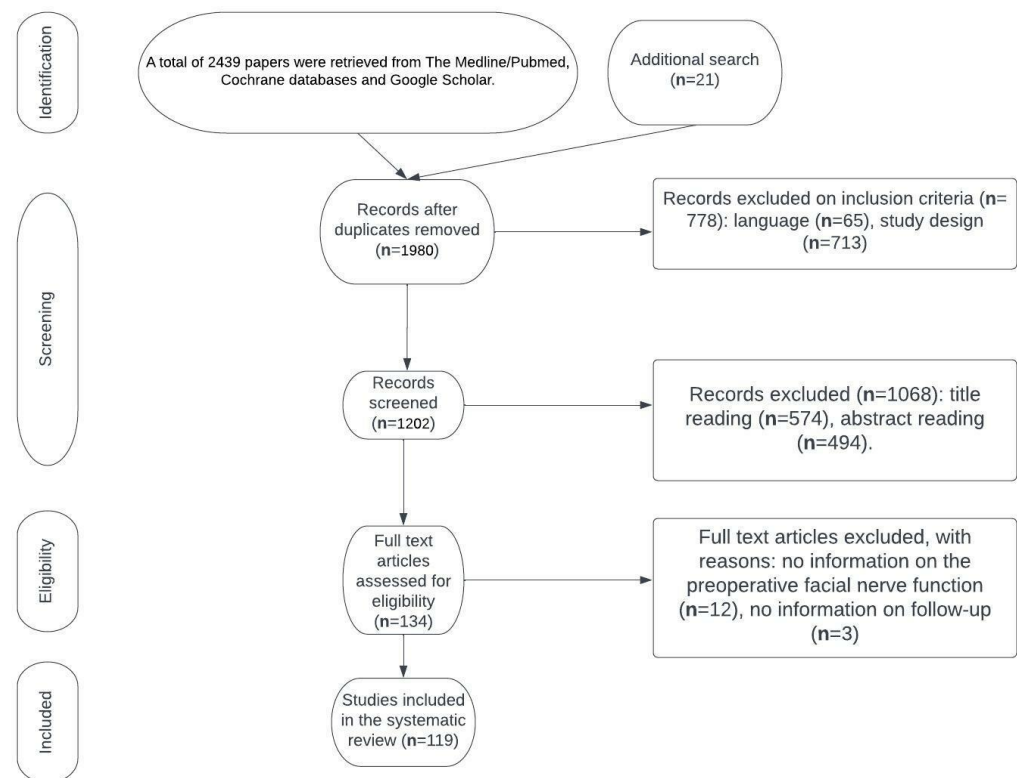 Identification
A total of 2439 papers were retrieved from The Medline/Pubmed,
Cochrane databases and Google Scholar.
Additional search
(n=21)
Screening
Records after
duplicates removed
(n=1980)
Records excluded on inclusion criteria (n=
778): language (n=65), study design
(n=713)
Records
screened
(n=1202)
Records excluded (n=1068): title
reading (n=574), abstract reading
(n=494).
Eligibility
Full text
articles
assessed for
eligibility
(n=134)
Full text articles excluded, with
reasons: no information on the
preoperative facial nerve function
(n=12), no information on follow-up
(n=3)
Included
Studies included
in the systematic
review (n=119)